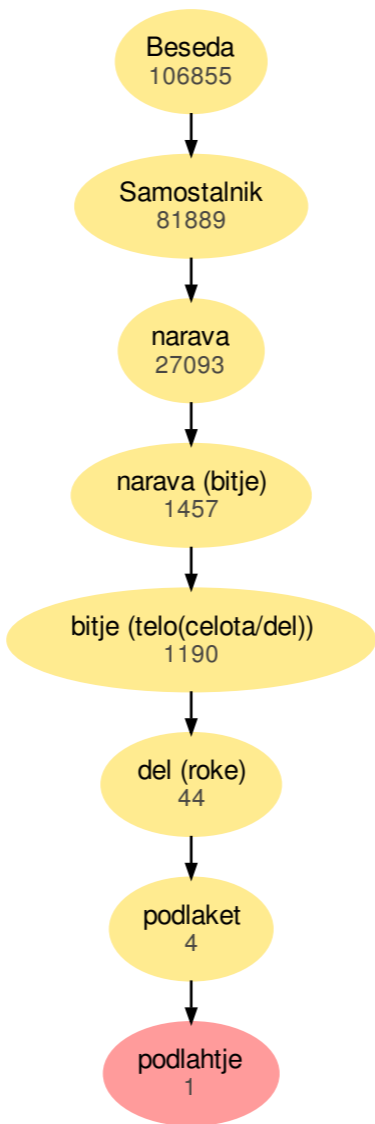 Beseda
106855
Samostalnik
81889
narava
27093
narava (bitje)
1457
bitje (telo(celota/del))
1190
del (roke)
44
podlaket
4
podlahtje
1